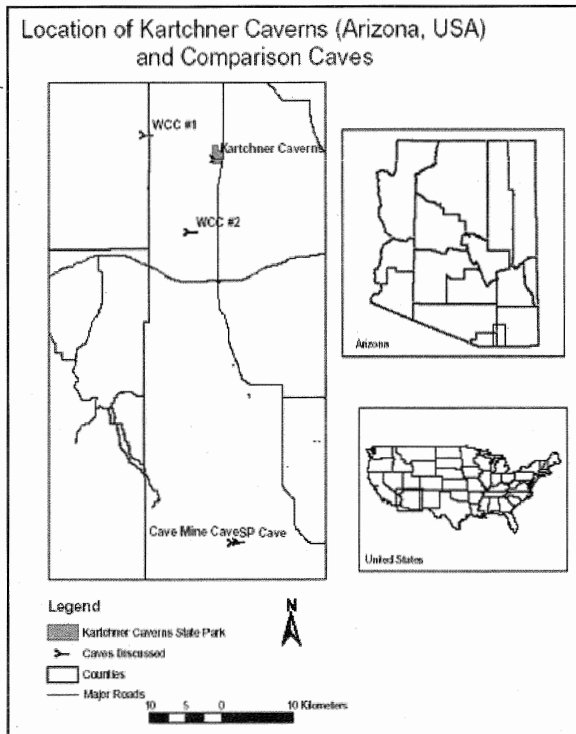 Location of Kartchner Caverns (Arizona, USA)
and Comparison Caves
WCC #1
Kartchner Caverns
WCC #2
Cave Mine Cave SP Cave
Arizona
United States
Legend
Kartchner Caverns State Park
Caves Discussed
Counties
Major Roads
N
10 5 0 10 Kilometers